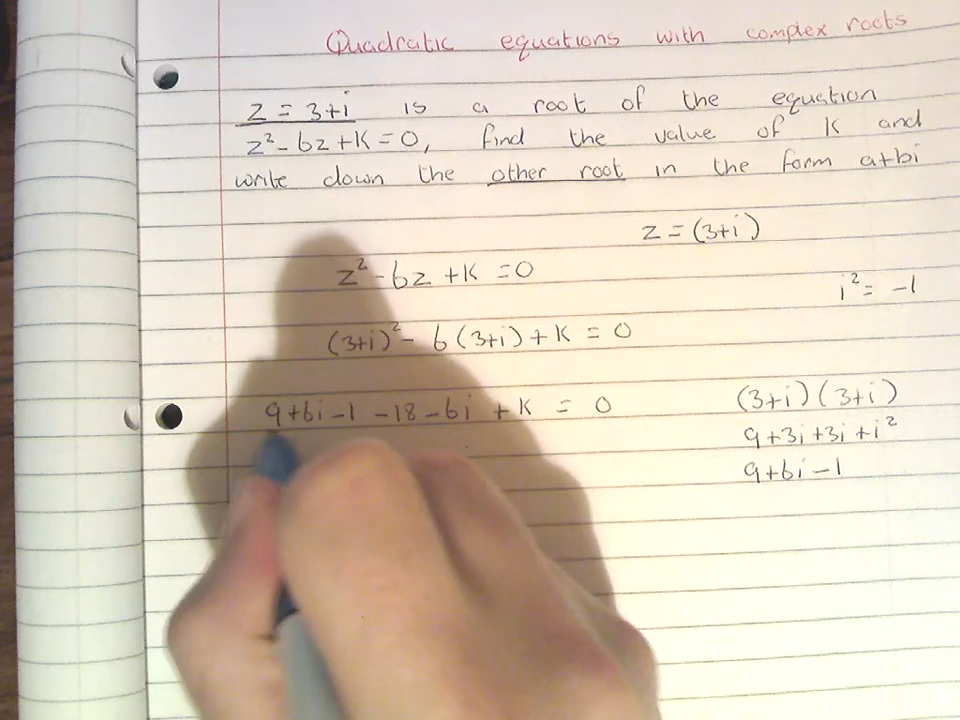 Quadratic equations with complex roots
z = 3+i is a root of the equation
z² - 6z + K = 0, find the value of K and
write down the other root in the form a+bi
z = (3+i)
z² - 6z + K = 0
i² = -1
(3+i)² - 6(3+i) + K = 0
9+6i-1 -18-6i + K = 0
(3+i)(3+i)
9+3i+3i+i²
9+6i-1